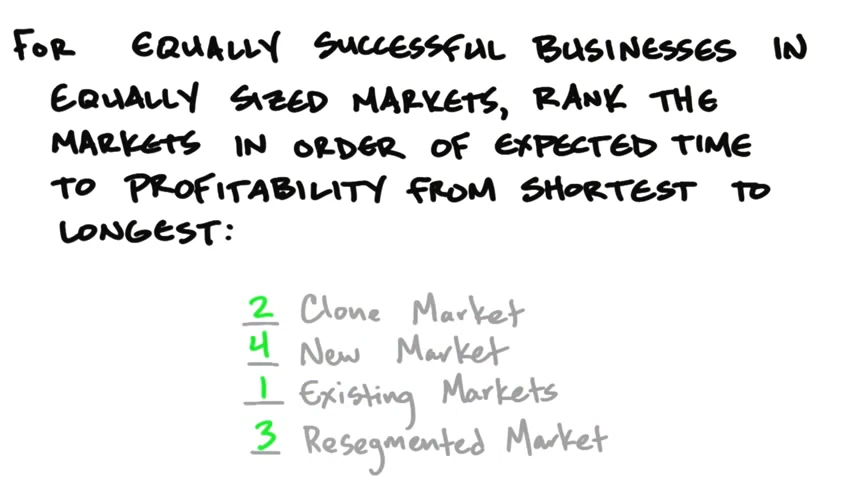 FOR EQUALLY SUCCESSFUL BUSINESSES IN
EQUALLY SIZED MARKETS, RANK THE
MARKETS IN ORDER OF EXPECTED TIME
TO PROFITABILITY FROM SHORTEST TO
LONGEST:
2 Clone Market
4 New Market
1 Existing Markets
3 Resegmented Market